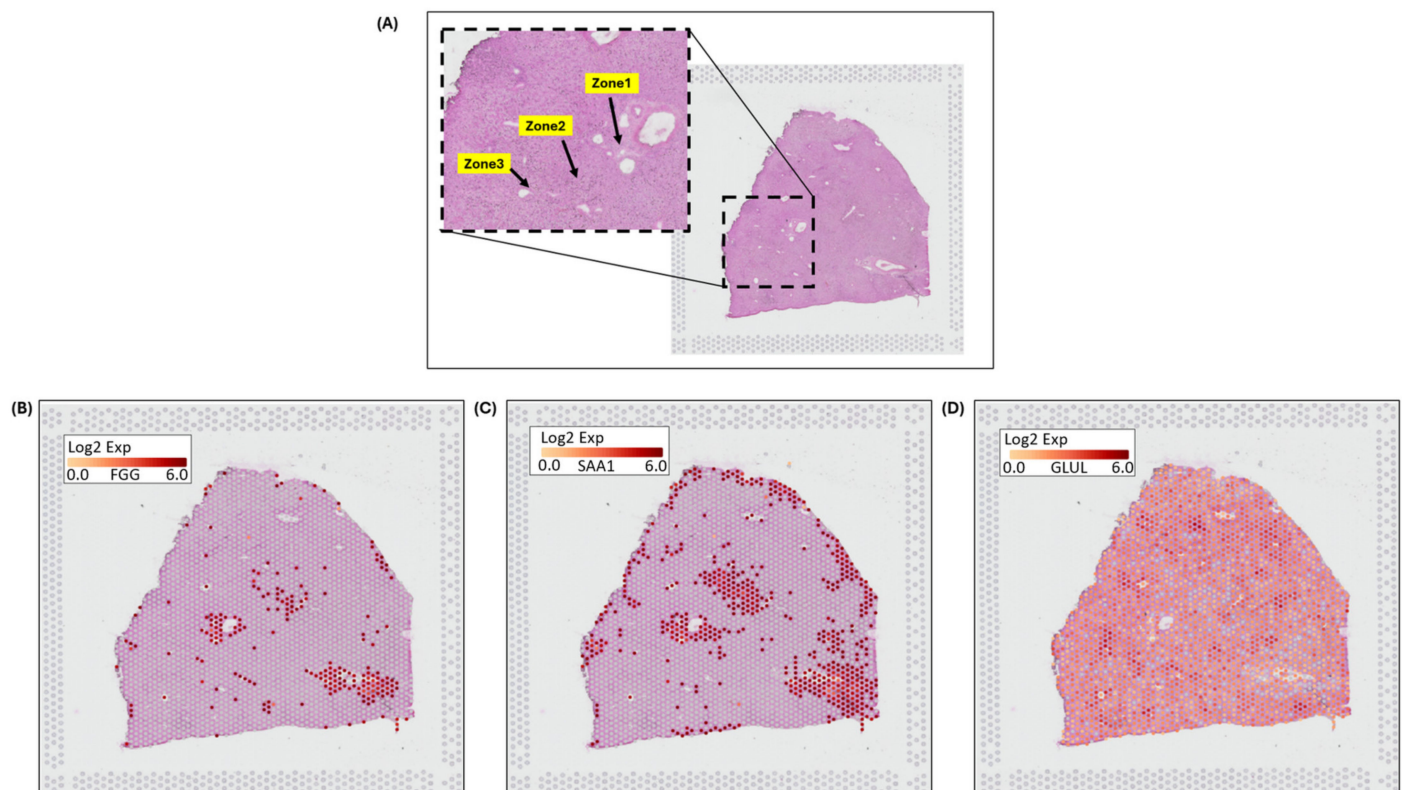 (A)
Zone1
Zone2
Zone3
(B)
Log2 Exp
0.0 FGG 6.0
(C)
Log2 Exp
0.0 SAA1 6.0
(D)
Log2 Exp
0.0 GLUL 6.0